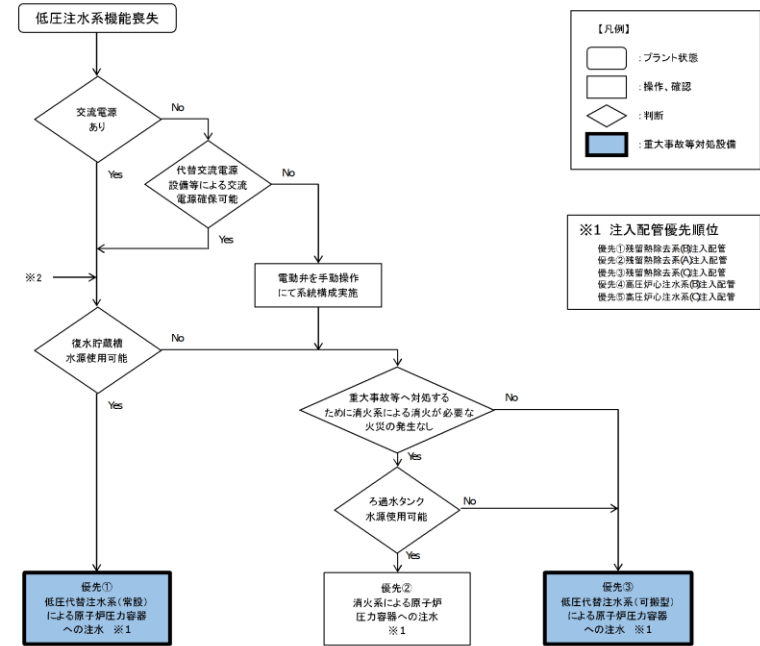 低圧注水系機能喪失
交流電源
あり
No
Yes
代替交流電源
設備等による交流
電源確保可能
No
Yes
※2
電動弁を手動操作
にて系統構成実施
復水貯蔵槽
水源使用可能
No
Yes
重大事故等へ対処する
ために消火系による消火が必要な
火災の発生なし
No
Yes
ろ過水タンク
水源使用可能
No
Yes
優先①
低圧代替注水系(常設)
による原子炉圧力容器
への注水 ※1
優先②
消火系による原子炉
圧力容器への注水
※1
優先③
低圧代替注水系(可搬型)
による原子炉圧力容器
への注水 ※1
【凡例】
:プラント状態
:操作、確認
:判断
:重大事故等対処設備
※1 注入配管優先順位
優先①残留熱除去系(B)注入配管
優先②残留熱除去系(A)注入配管
優先③残留熱除去系(C)注入配管
優先④高圧炉心注水系(B)注入配管
優先⑤高圧炉心注水系(C)注入配管